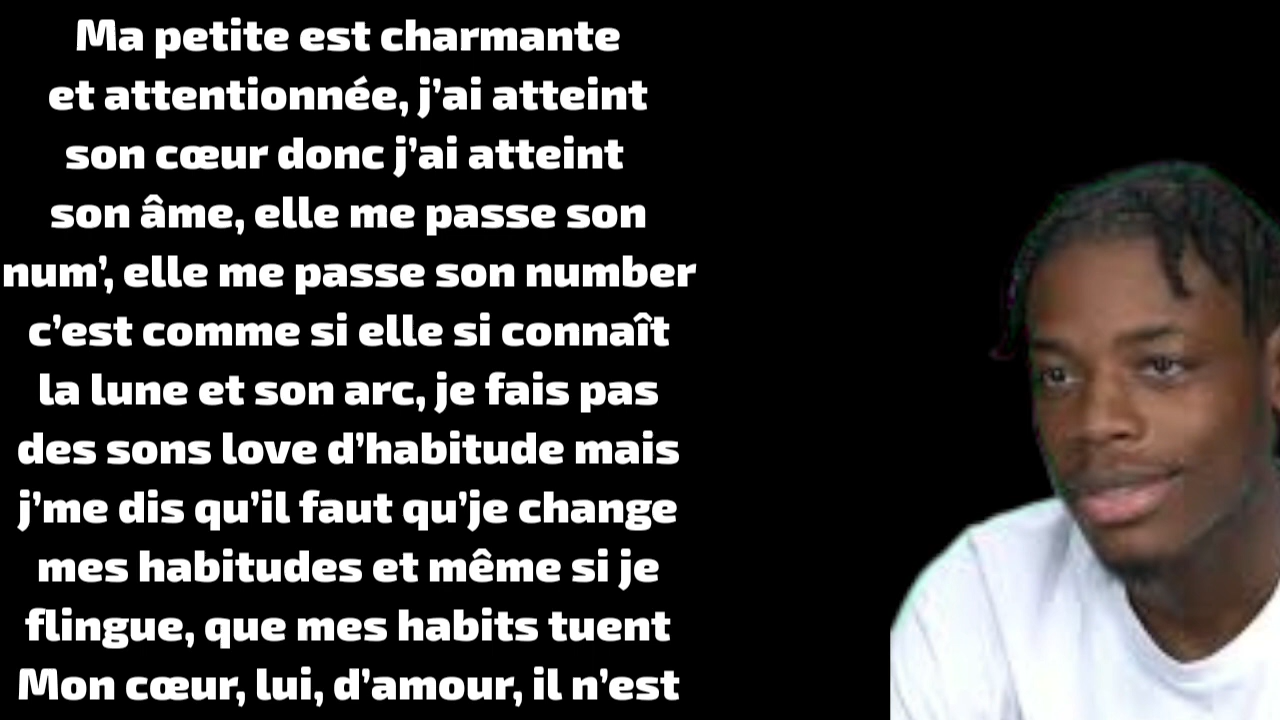 Ma petite est charmante
et attentionnée, j’ai atteint
son cœur donc j’ai atteint
son âme, elle me passe son
num’, elle me passe son number
c’est comme si elle si connaît
la lune et son arc, je fais pas
des sons love d’habitude mais
j’me dis qu’il faut qu’je change
mes habitudes et même si je
flingue, que mes habits tuent
Mon cœur, lui, d’amour, il n’est